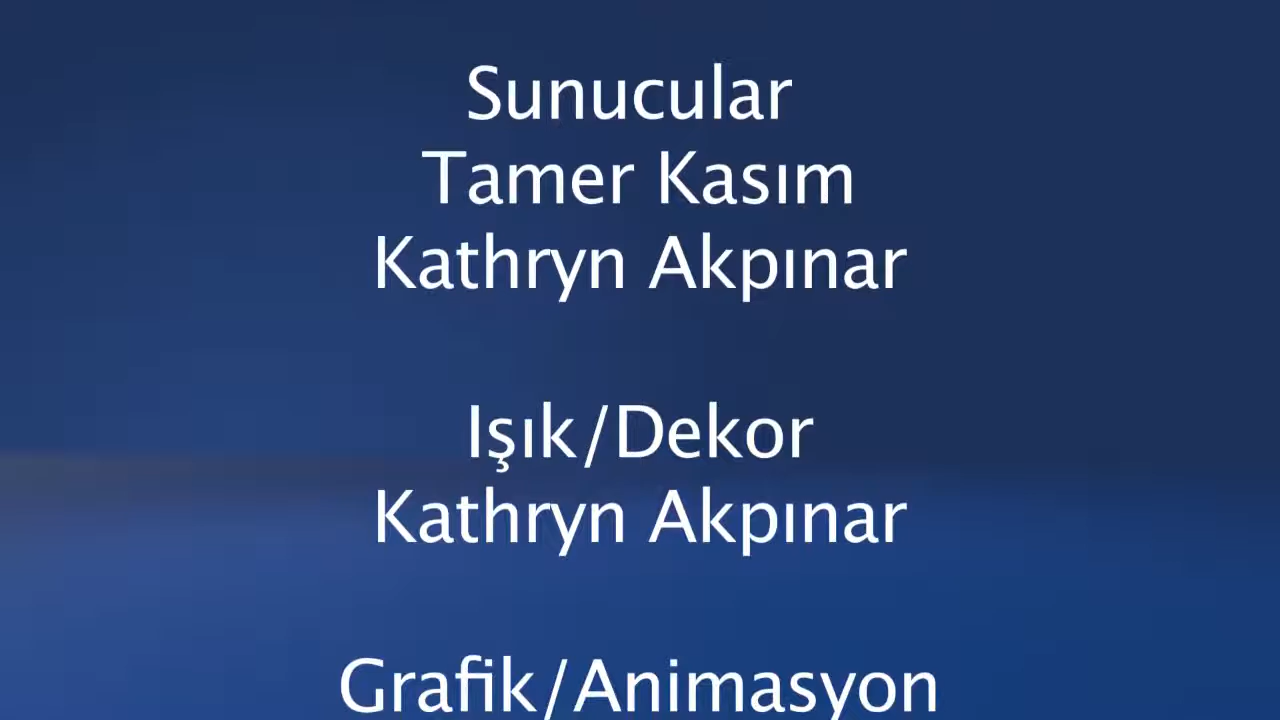 Sunucular
Tamer Kasım
Kathryn Akpınar
Işık/Dekor
Kathryn Akpınar
Grafik/Animasyon